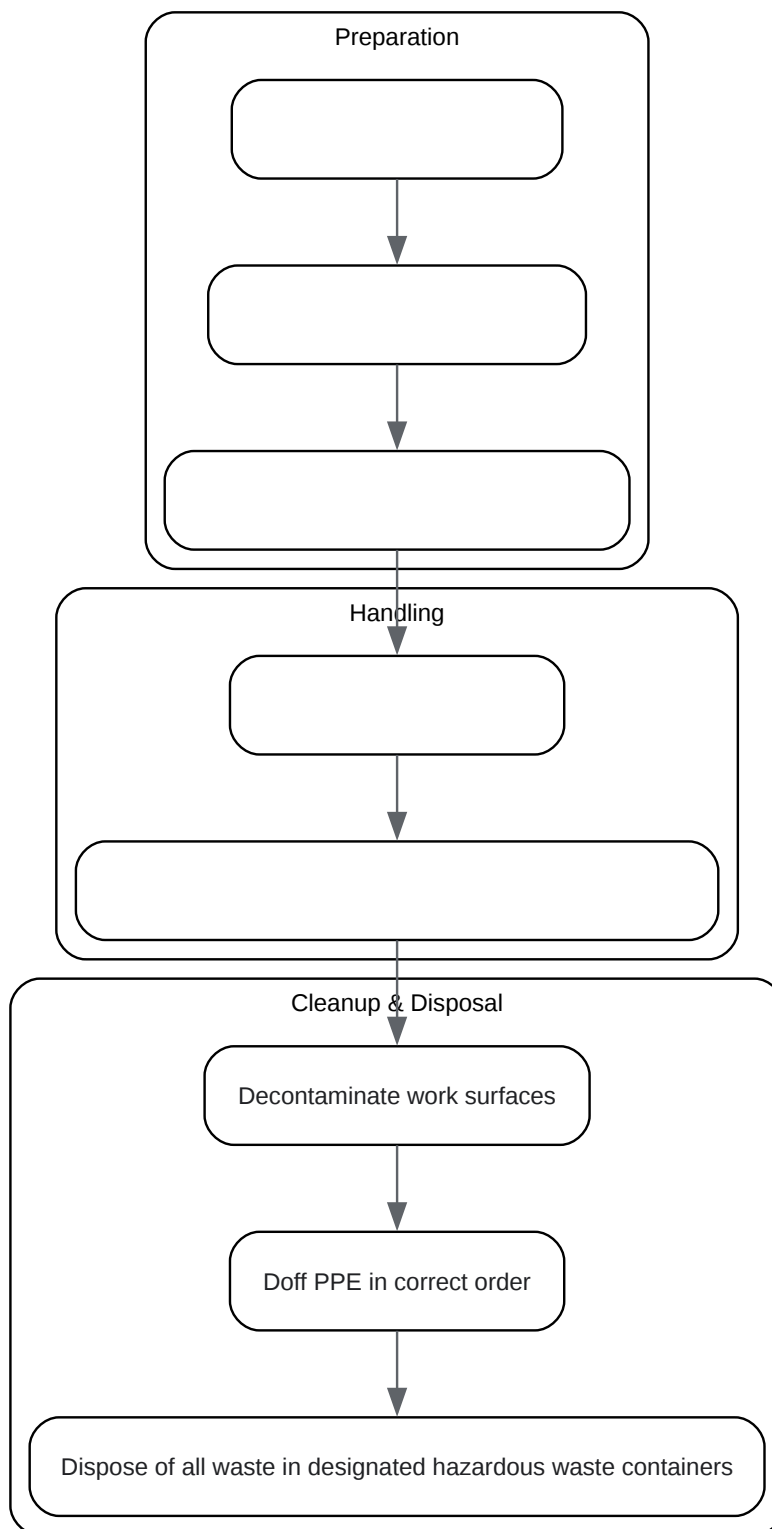 Preparation
Handling
Cleanup & Disposal
Decontaminate work surfaces
Doff PPE in correct order
Dispose of all waste in designated hazardous waste containers